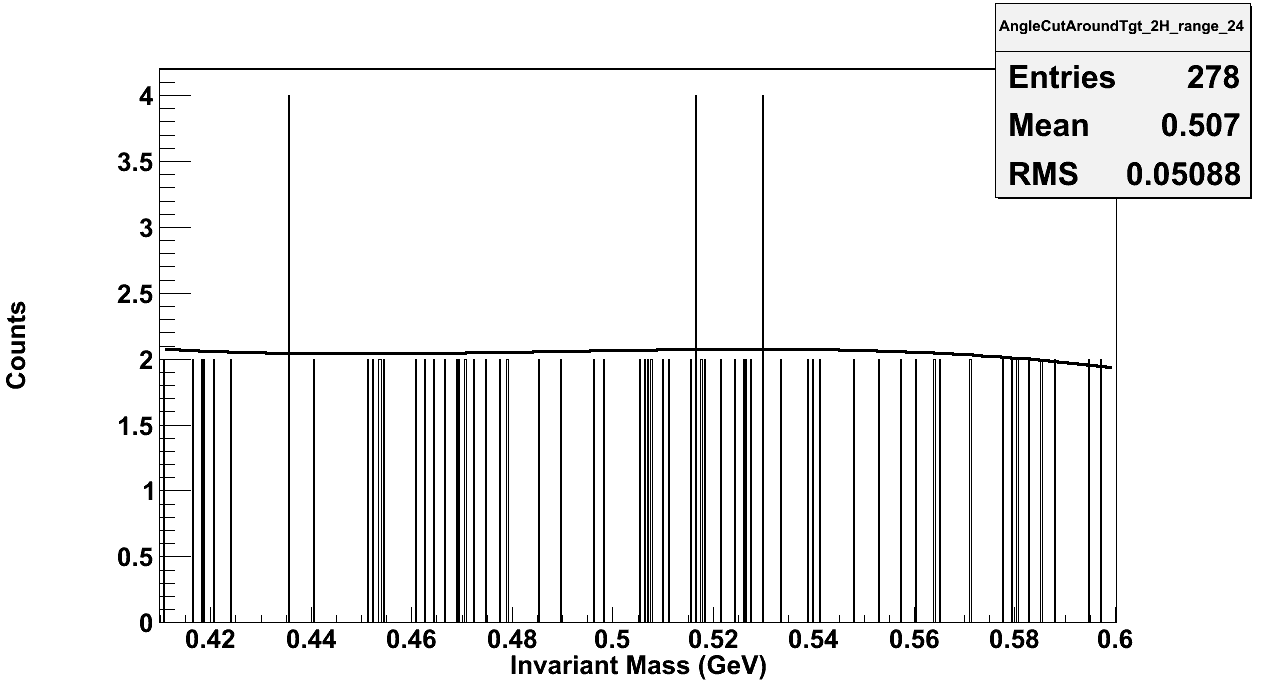 AngleCutAroundTgt_2H_range_24
Entries 278
Mean 0.507
RMS 0.05088
4
3.5
3
2.5
2
1.5
1
0.5
0
Counts
0.42 0.44 0.46 0.48 0.5 0.52 0.54 0.56 0.58 0.6
Invariant Mass (GeV)